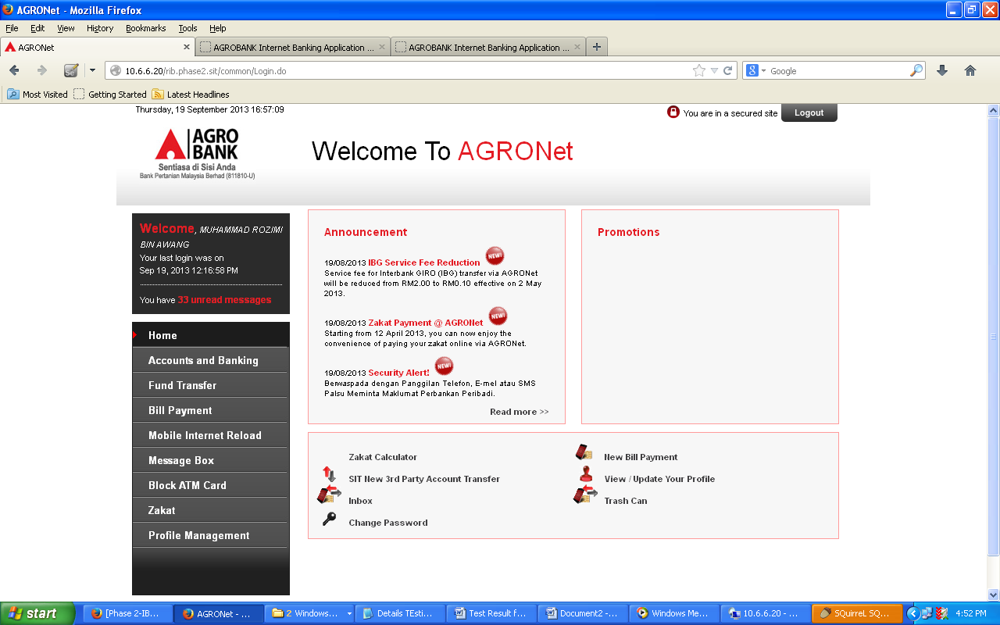 AGRONet - Mozilla Firefox
File Edit View History Bookmarks Tools Help
AGRONet
AGROBANK Internet Banking Application ...
AGROBANK Internet Banking Application ...
10.6.6.20/rib.phase2.sit/common/Login.do
Google
Most Visited Getting Started Latest Headlines
Thursday, 19 September 2013 16:57:09
You are in a secured site Logout
AGRO
BANK
Sentiasa di Sisi Anda
Bank Pertanian Malaysia Berhad (811810-U)
Welcome To AGRONet
Welcome, MUHAMMAD ROZIMI
BIN AWANG
Your last login was on
Sep 19, 2013 12:16:58 PM
You have 33 unread messages
Home
Accounts and Banking
Fund Transfer
Bill Payment
Mobile Internet Reload
Message Box
Block ATM Card
Zakat
Profile Management
Announcement
19/08/2013 IBG Service Fee Reduction NEW!
Service fee for Interbank GIRO (IBG) transfer via AGRONet
will be reduced from RM2.00 to RM0.10 effective on 2 May
2013.
19/08/2013 Zakat Payment @ AGRONet NEW!
Starting from 12 April 2013, you can now enjoy the
convenience of paying your zakat online via AGRONet.
19/08/2013 Security Alert! NEW!
Berwaspada dengan Panggilan Telefon, E-mel atau SMS
Palsu Meminta Maklumat Perbankan Peribadi.
Read more >>
Promotions
Zakat Calculator
New Bill Payment
SIT New 3rd Party Account Transfer
View / Update Your Profile
Inbox
Trash Can
Change Password
start
[Phase 2-IB...
AGRONet - ...
2 Windows...
Details TEsti...
Test Result f...
Document2 -...
Windows Me...
10.6.6.20 - ...
SQuirreL SQ...
4:52 PM